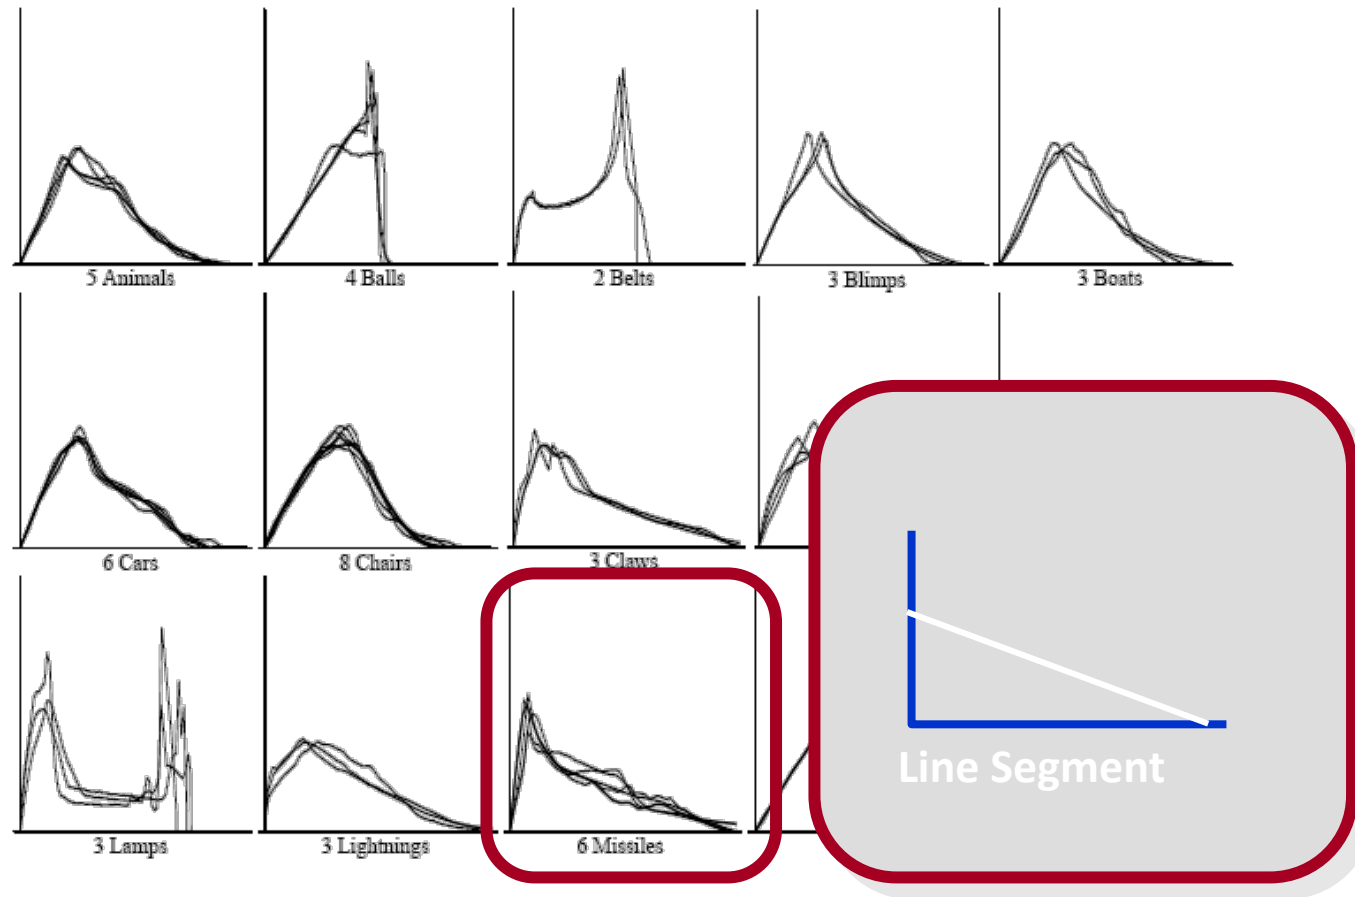 5 Animals
4 Balls
2 Belts
3 Blimps
3 Boats
6 Cars
8 Chairs
3 Claws
3 Lamps
3 Lightnings
6 Missiles
Line Segment